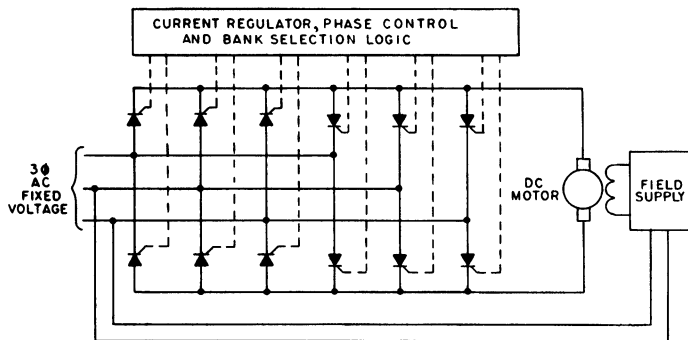 CURRENT REGULATOR, PHASE CONTROL
AND BANK SELECTION LOGIC
3Φ
AC
FIXED
VOLTAGE
DC
MOTOR
FIELD
SUPPLY